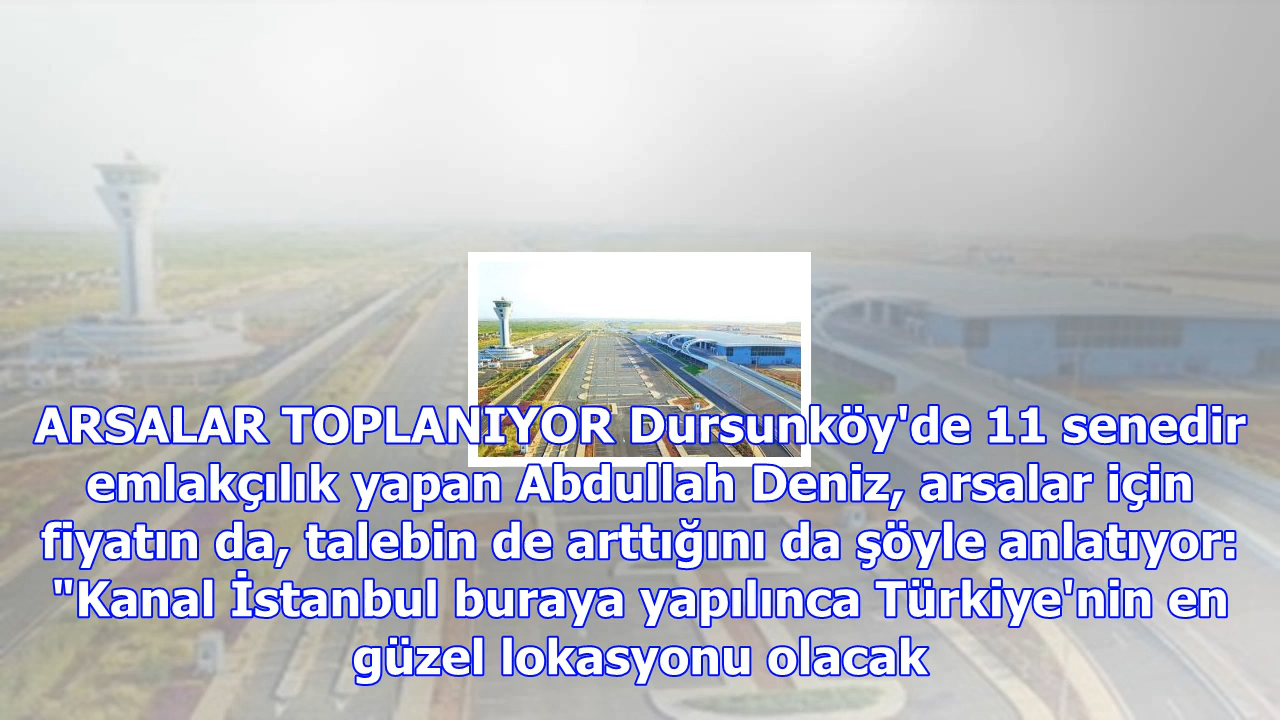 ARSALAR TOPLANIYOR Dursunköy'de 11 senedir
emlakçılık yapan Abdullah Deniz, arsalar için
fiyatın da, talebin de arttığını da şöyle anlatıyor:
"Kanal İstanbul buraya yapılınca Türkiye'nin en
güzel lokasyonu olacak